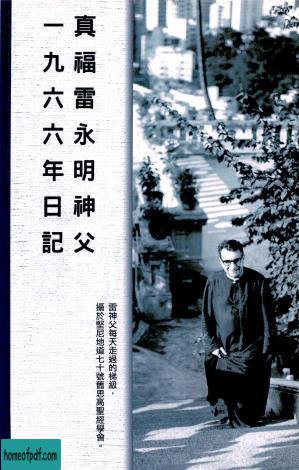 真福雷永明神父
一九六六年日記
雷神父每天走過的梯級，
攝於堅尼地道七十號舊思高聖經學會。
homeofpdf.com